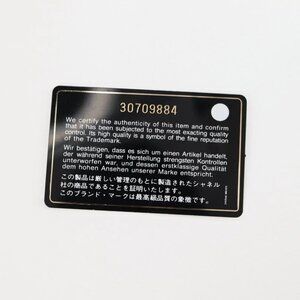 30709884
We certify the authenticity of this item and confirm
that it has been subjected to the most exacting quality
control. Its high quality is a symbol of the fine reputation
of the Trademark.
Wir bestätigen, dass es sich um einen Artikel handelt,
der während seiner Herstellung strengsten Kontrollen
unterworfen war, und dessen erstklassige Qualität
dem hohen Ansehen unserer Marke entspricht.
この製品は厳しい管理のもとに製造されたシャネル
社の商品であることを証明いたします。
このブランド・マークは最高級品質の象徴です。